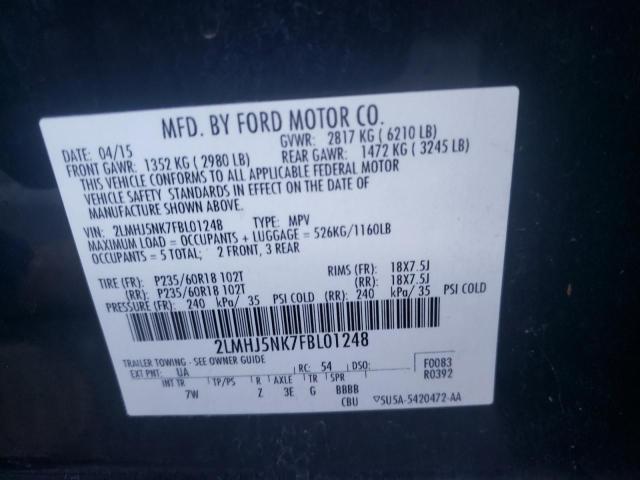 MFD. BY FORD MOTOR CO.
DATE: 04/15 GVWR: 2817 KG ( 6210 LB)
FRONT GAWR: 1352 KG ( 2980 LB) REAR GAWR: 1472 KG ( 3245 LB)
THIS VEHICLE CONFORMS TO ALL APPLICABLE FEDERAL MOTOR
VEHICLE SAFETY STANDARDS IN EFFECT ON THE DATE OF
MANUFACTURE SHOWN ABOVE.
VIN: 2LMHJ5NK7FBL01248 TYPE: MPV
MAXIMUM LOAD = OCCUPANTS + LUGGAGE = 526KG/1160LB
OCCUPANTS = 5 TOTAL; 2 FRONT, 3 REAR
TIRE (FR): P235/60R18 102T RIMS (FR): 18X7.5J
(RR): P235/60R18 102T (RR): 18X7.5J
PRESSURE (FR): 240 kPa/ 35 PSI COLD (RR): 240 kPa/ 35 PSI COLD
2LMHJ5NK7FBL01248
TRAILER TOWING - SEE OWNER GUIDE
EXT PNT: UA RC: 54 DSO: F0083
R0392
INT TR TP/PS R AXLE TR SPR
7W Z 3E G BBBB
CBU ▽5U5A-5420472-AA